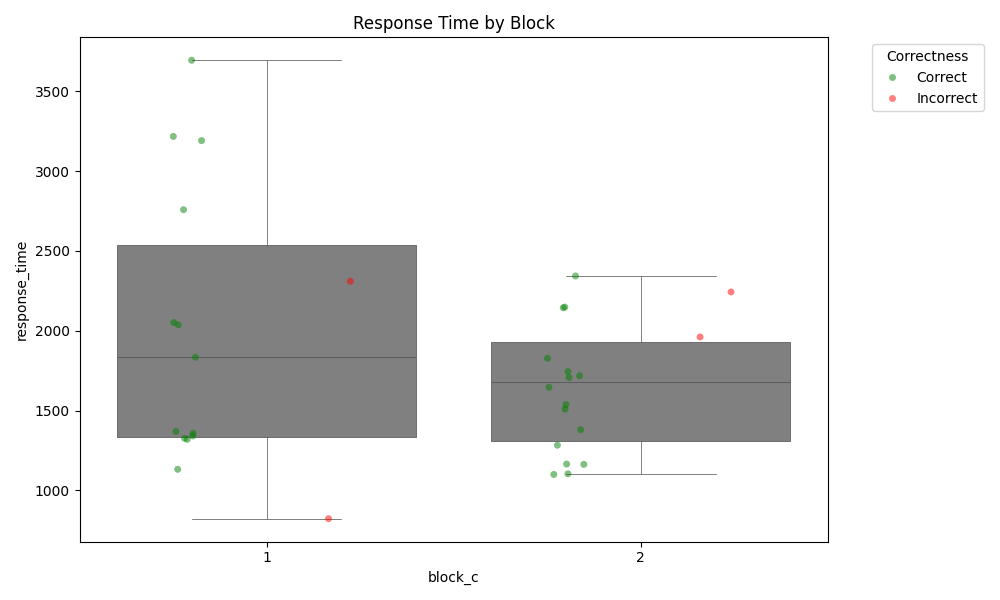 Response Time by Block
Correctness
Correct
Incorrect
response_time
3500
3000
2500
2000
1500
1000
1
2
block_c